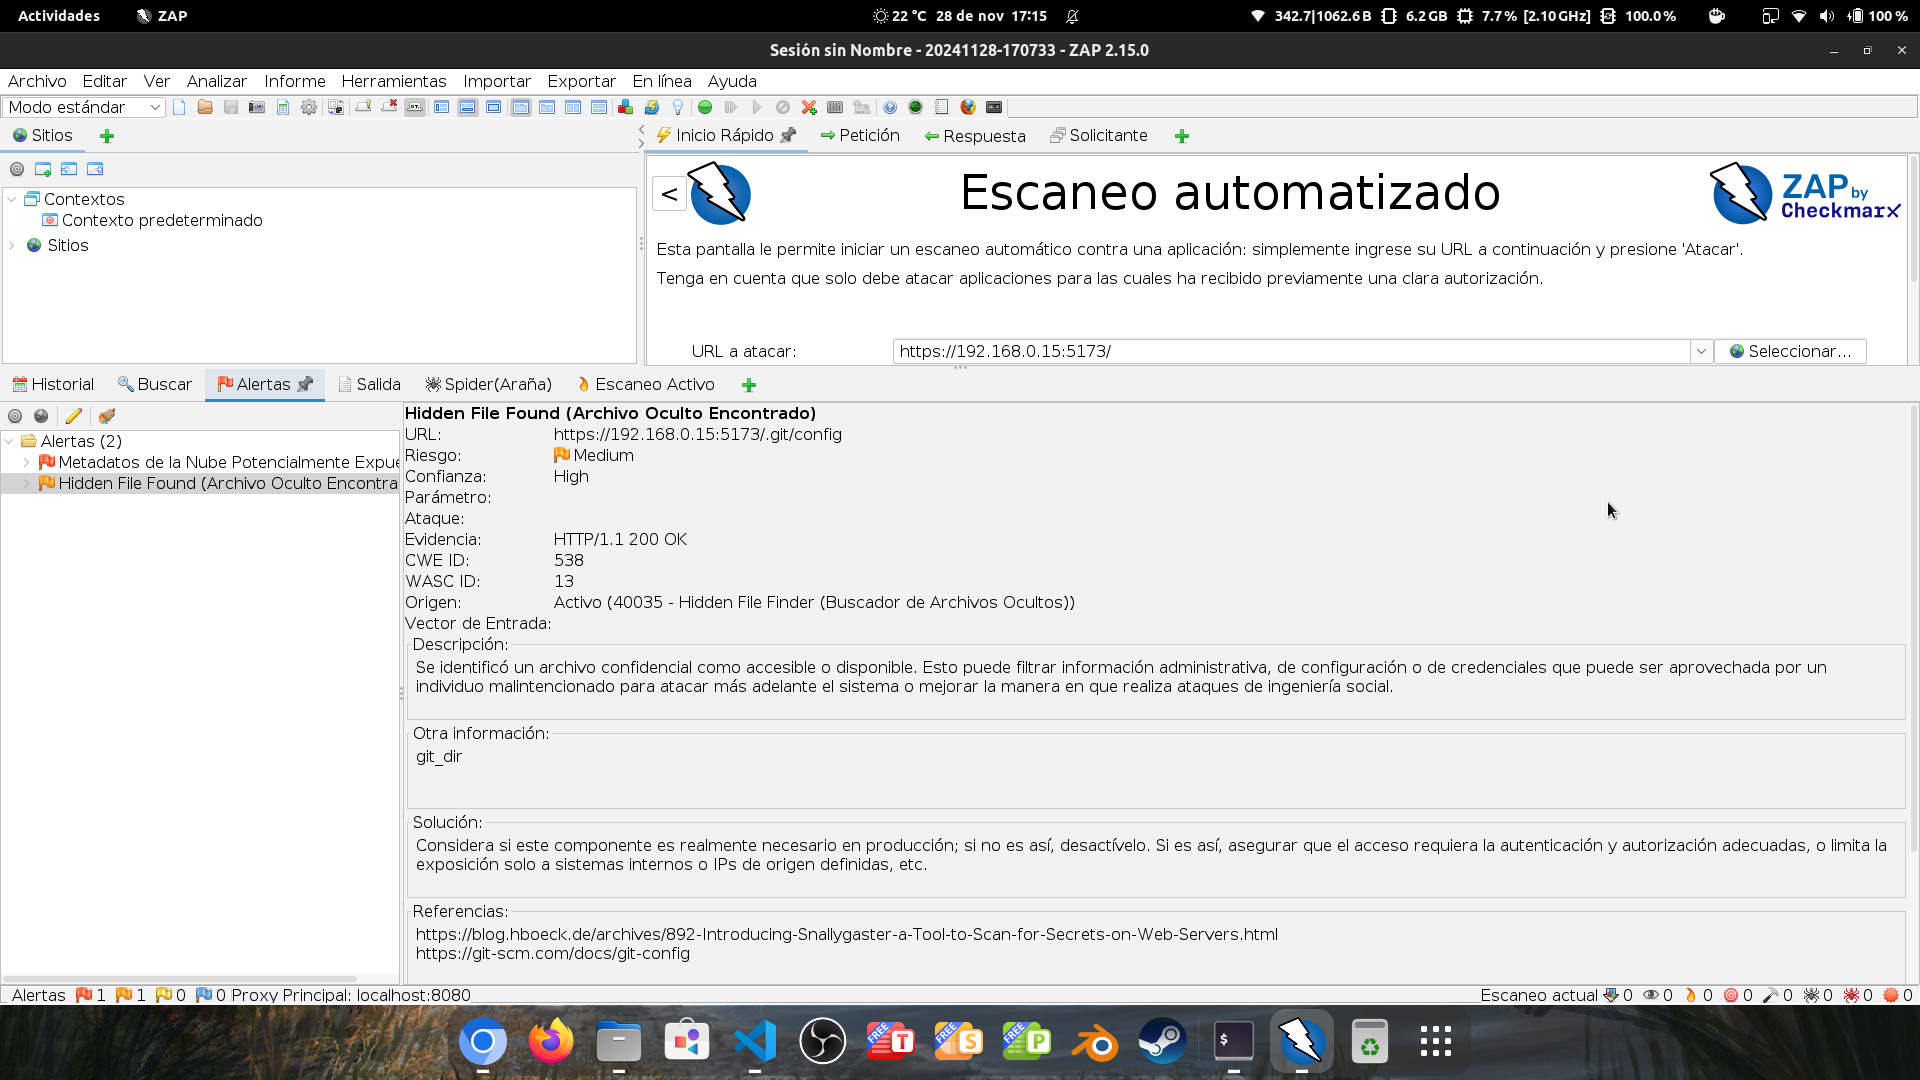 Actividades
ZAP
22 °C 28 de nov 17:15
342.7|1062.6 B 6.2 GB 7.7 % [2.10 GHz] 100.0 % 100 %
Sesión sin Nombre - 20241128-170733 - ZAP 2.15.0
Archivo Editar Ver Analizar Informe Herramientas Importar Exportar En línea Ayuda
Modo estándar
Sitios
Contextos
Contexto predeterminado
Sitios
Inicio Rápido Petición Respuesta Solicitante
<
Escaneo automatizado
ZAP by
Checkmarx
Esta pantalla le permite iniciar un escaneo automático contra una aplicación: simplemente ingrese su URL a continuación y presione 'Atacar'.
Tenga en cuenta que solo debe atacar aplicaciones para las cuales ha recibido previamente una clara autorización.
URL a atacar: https://192.168.0.15:5173/ Seleccionar...
Historial Buscar Alertas Salida Spider(Araña) Escaneo Activo
Alertas (2)
Metadatos de la Nube Potencialmente Expue
Hidden File Found (Archivo Oculto Encontra
Hidden File Found (Archivo Oculto Encontrado)
URL: https://192.168.0.15:5173/.git/config
Riesgo: Medium
Confianza: High
Parámetro:
Ataque:
Evidencia: HTTP/1.1 200 OK
CWE ID: 538
WASC ID: 13
Origen: Activo (40035 - Hidden File Finder (Buscador de Archivos Ocultos))
Vector de Entrada:
Descripción:
Se identificó un archivo confidencial como accesible o disponible. Esto puede filtrar información administrativa, de configuración o de credenciales que puede ser aprovechada por un
individuo malintencionado para atacar más adelante el sistema o mejorar la manera en que realiza ataques de ingeniería social.
Otra información:
git_dir
Solución:
Considera si este componente es realmente necesario en producción; si no es así, desactívelo. Si es así, asegurar que el acceso requiera la autenticación y autorización adecuadas, o limita la
exposición solo a sistemas internos o IPs de origen definidas, etc.
Referencias:
https://blog.hboeck.de/archives/892-Introducing-Snallygaster-a-Tool-to-Scan-for-Secrets-on-Web-Servers.html
https://git-scm.com/docs/git-config
Alertas 1 1 0 0 Proxy Principal: localhost:8080
Escaneo actual 0 0 0 0 0 0 0 0
FREE T FREE S FREE P $